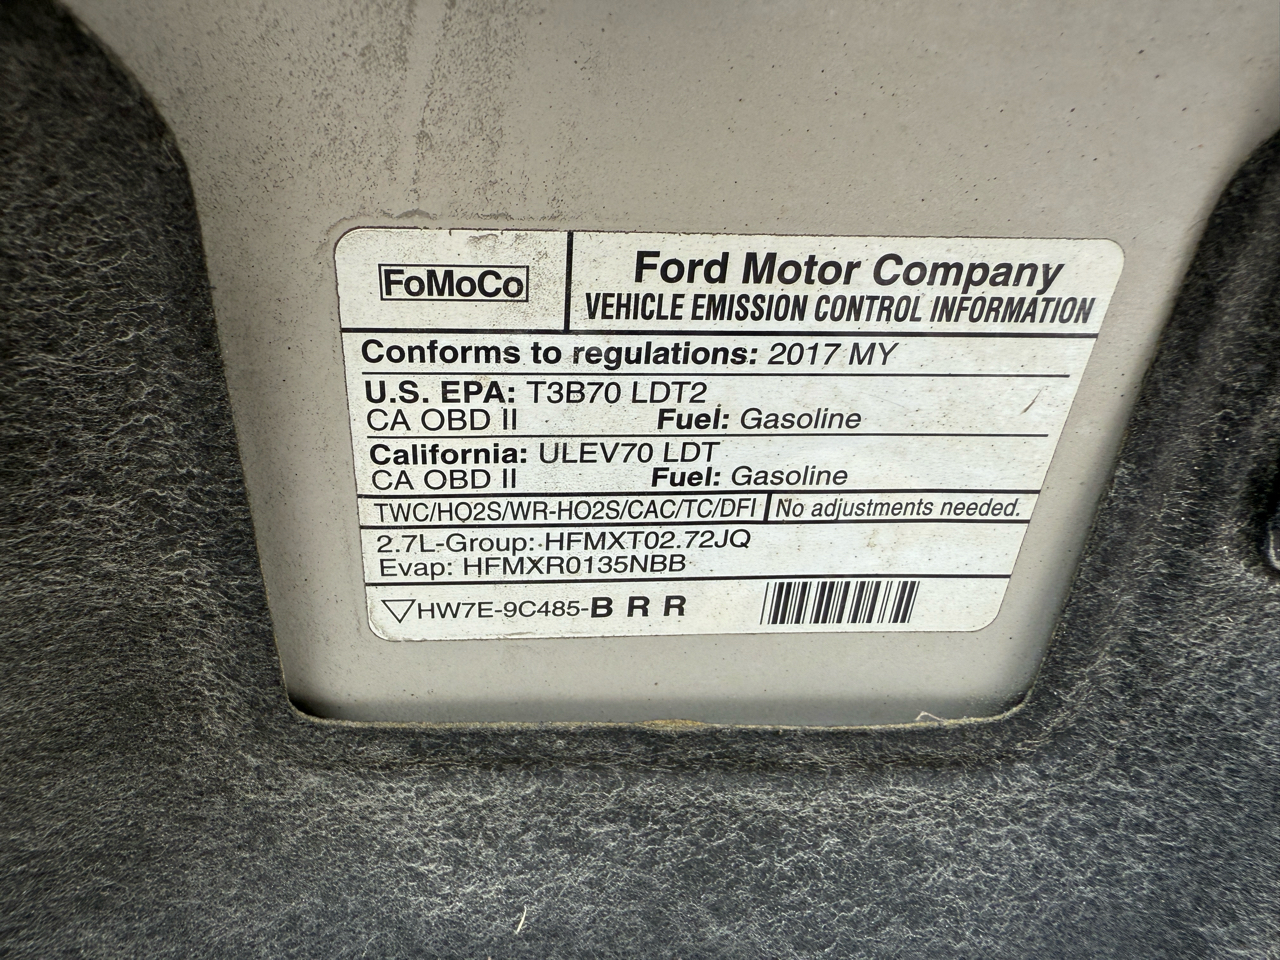 FoMoCo
Ford Motor Company
VEHICLE EMISSION CONTROL INFORMATION
Conforms to regulations: 2017 MY
U.S. EPA: T3B70 LDT2
CA OBD II Fuel: Gasoline
California: ULEV70 LDT
CA OBD II Fuel: Gasoline
TWC/HO2S/WR-HO2S/CAC/TC/DFI No adjustments needed.
2.7L-Group: HFMXT02.72JQ
Evap: HFMXR0135NBB
HW7E-9C485-B R R